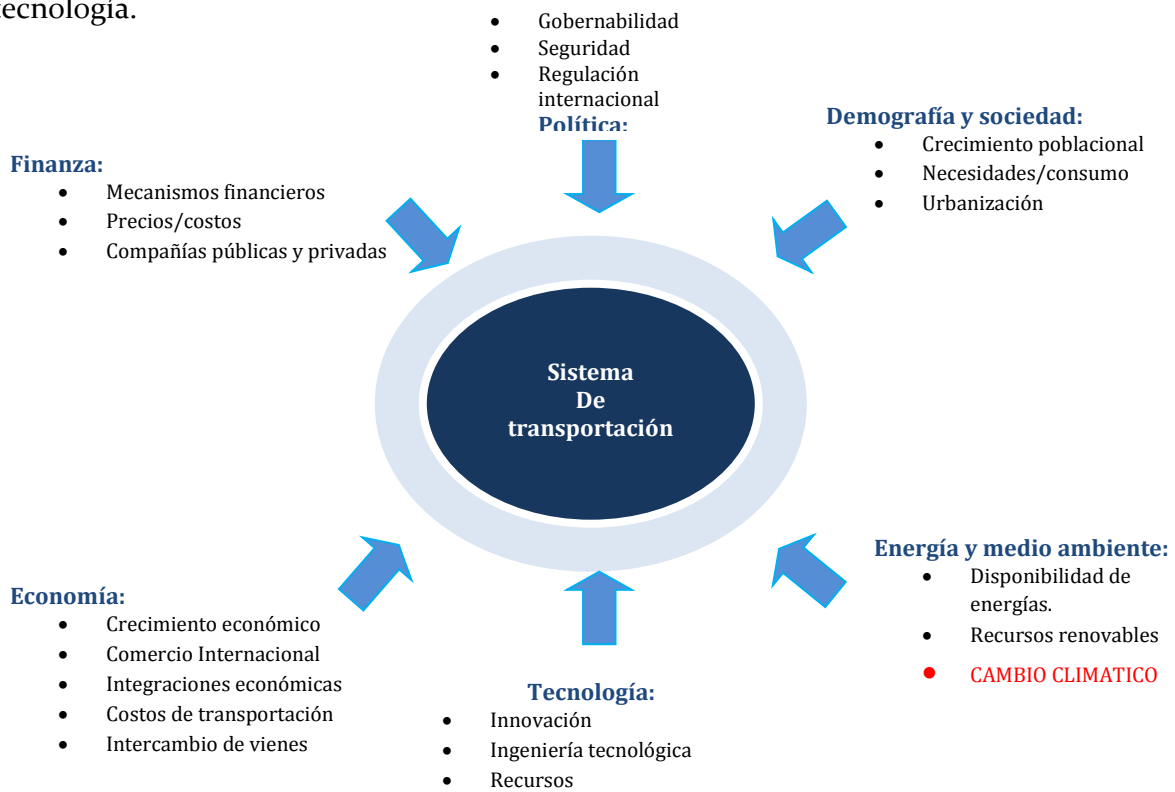 tecnología.
• Gobernabilidad
• Seguridad
• Regulación
internacional
Política:
Demografía y sociedad:
• Crecimiento poblacional
• Necesidades/consumo
• Urbanización
Finanza:
• Mecanismos financieros
• Precios/costos
• Compañías públicas y privadas
Sistema
De
transportación
Energía y medio ambiente:
• Disponibilidad de
energías.
• Recursos renovables
• CAMBIO CLIMATICO
Economía:
• Crecimiento económico
• Comercio Internacional
• Integraciones económicas
• Costos de transportación
• Intercambio de vienes
Tecnología:
• Innovación
• Ingeniería tecnológica
• Recursos